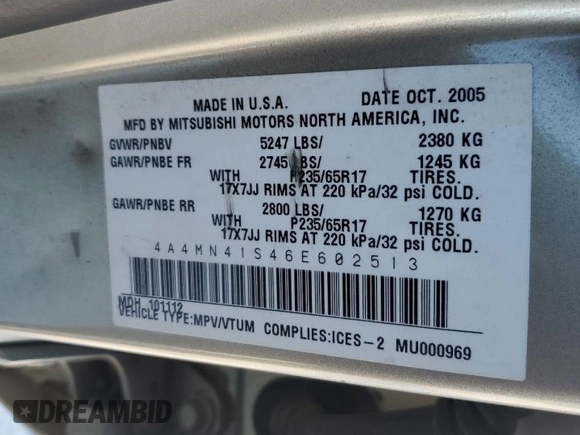 MADE IN U.S.A. DATE OCT. 2005
MFD BY MITSUBISHI MOTORS NORTH AMERICA, INC.
GVWR/PNBV 5247 LBS/ 2380 KG
GAWR/PNBE FR 2745 LBS/ 1245 KG
WITH P235/65R17 TIRES.
17X7JJ RIMS AT 220 kPa/32 psi COLD.
GAWR/PNBE RR 2800 LBS/ 1270 KG
WITH P235/65R17 TIRES.
17X7JJ RIMS AT 220 kPa/32 psi COLD.
4A4MN41S46E602513
MDH 101112
VEHICLE TYPE:MPV/VTUM COMPLIES:ICES-2 MU000969
DREAMBID